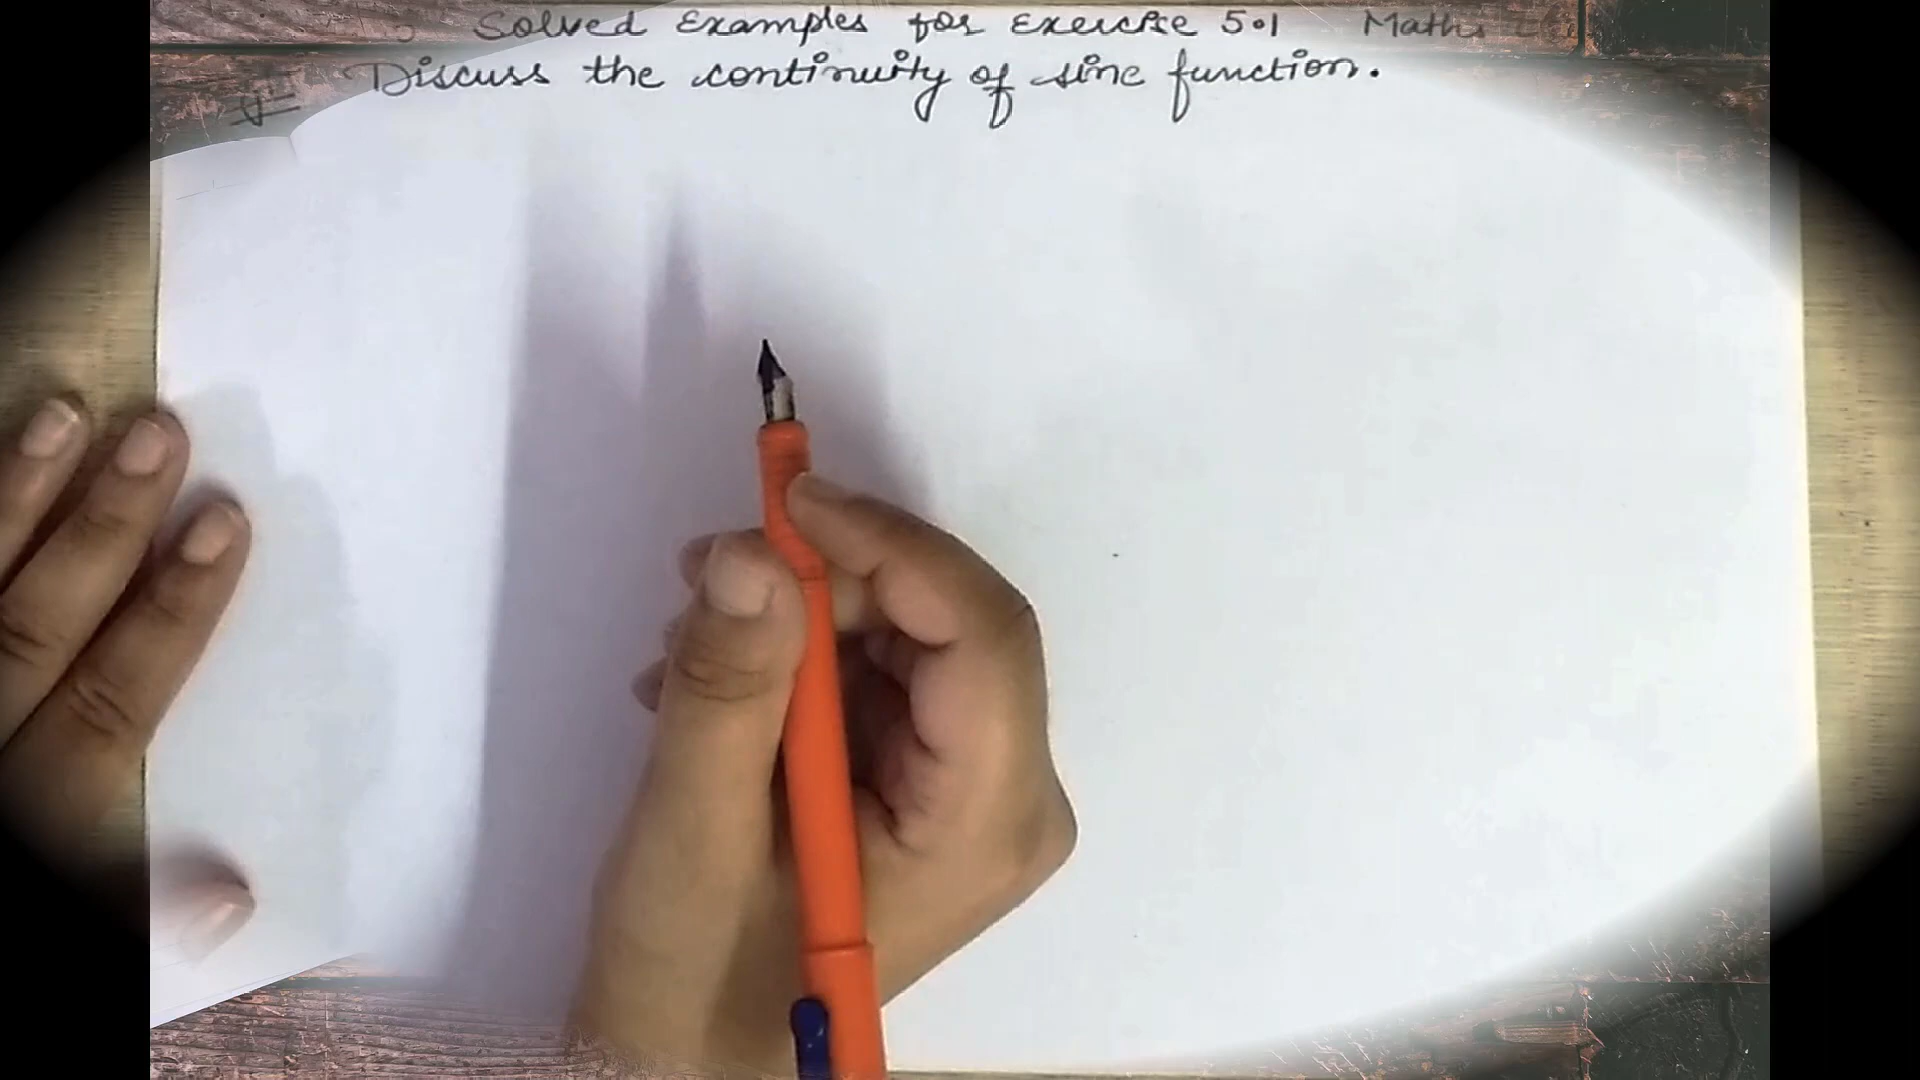 Solved Examples for Exercise 5.1 Maths
Discuss the continuity of sine function.